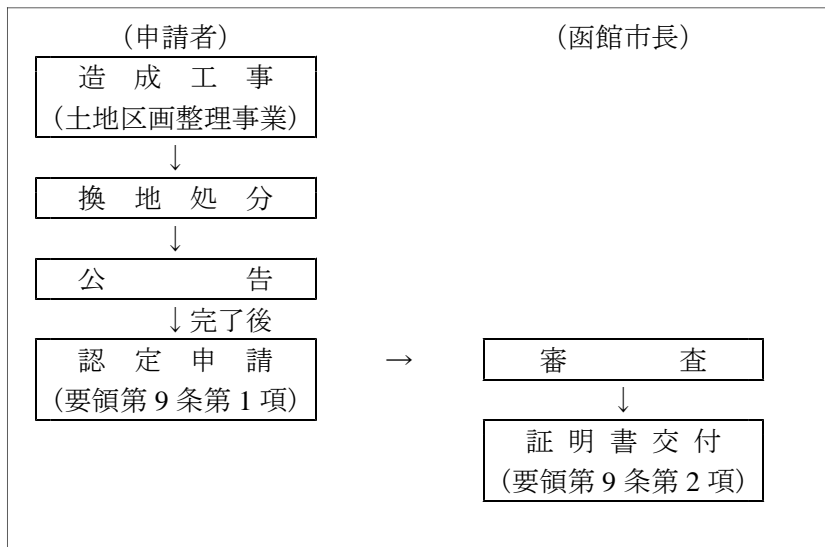 （申請者） （函館市長）
造成工事
（土地区画整理事業）
↓
換地処分
↓
公告
↓完了後
認定申請 → 審査
（要領第9条第1項） ↓
証明書交付
（要領第9条第2項）